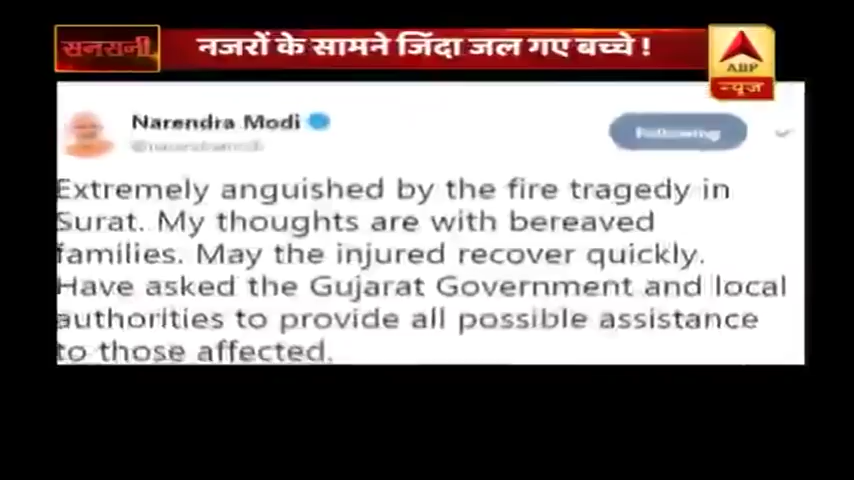 सनसनी
नजरों के सामने जिंदा जल गए बच्चे !
ABP
न्यूज़
Narendra Modi
@narendramodi
Following
Extremely anguished by the fire tragedy in
Surat. My thoughts are with bereaved
families. May the injured recover quickly.
Have asked the Gujarat Government and local
authorities to provide all possible assistance
to those affected.